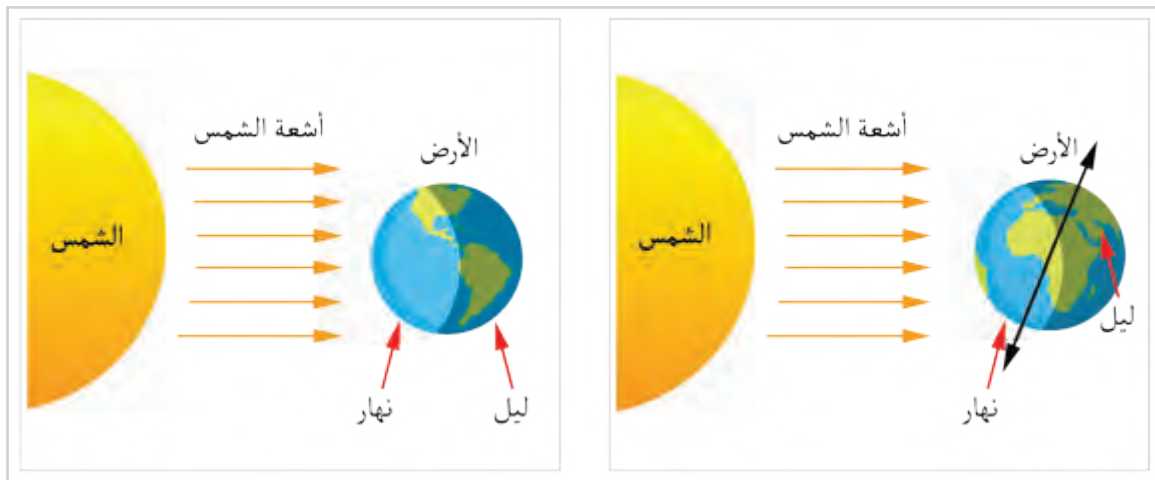 أشعة الشمس
الأرض
الشمس
ليل
نهار
أشعة الشمس
الأرض
الشمس
ليل
نهار